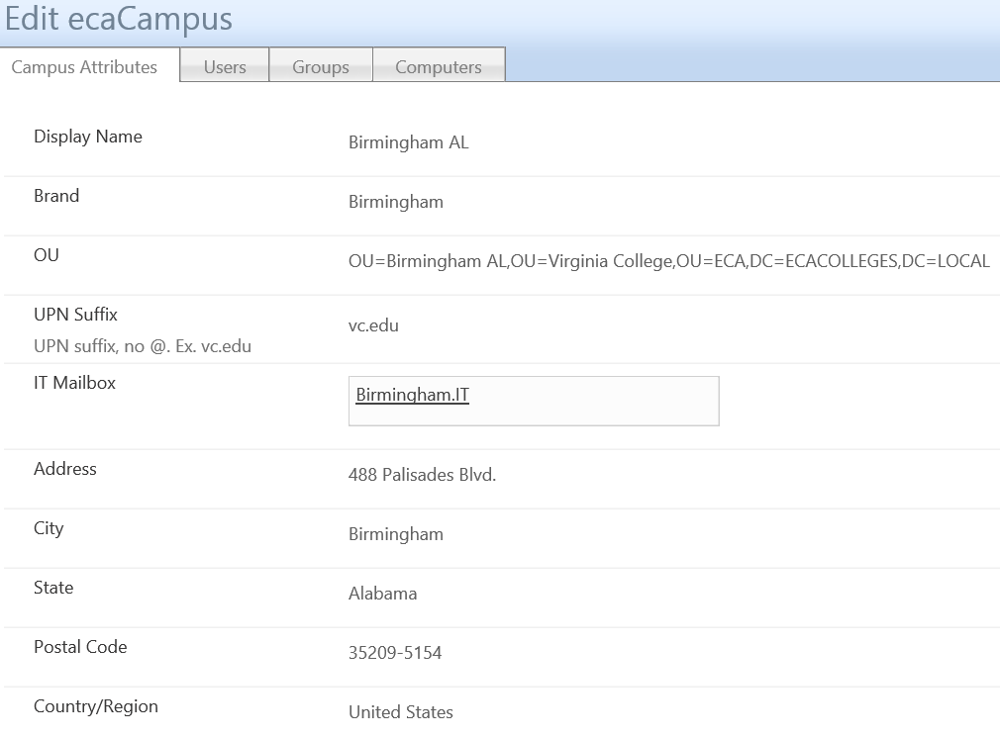 Edit ecaCampus
Campus Attributes Users Groups Computers
Display Name Birmingham AL
Brand Birmingham
OU OU=Birmingham AL,OU=Virginia College,OU=ECA,DC=ECACOLLEGES,DC=LOCAL
UPN Suffix vc.edu
UPN suffix, no @. Ex. vc.edu
IT Mailbox Birmingham.IT
Address 488 Palisades Blvd.
City Birmingham
State Alabama
Postal Code 35209-5154
Country/Region United States